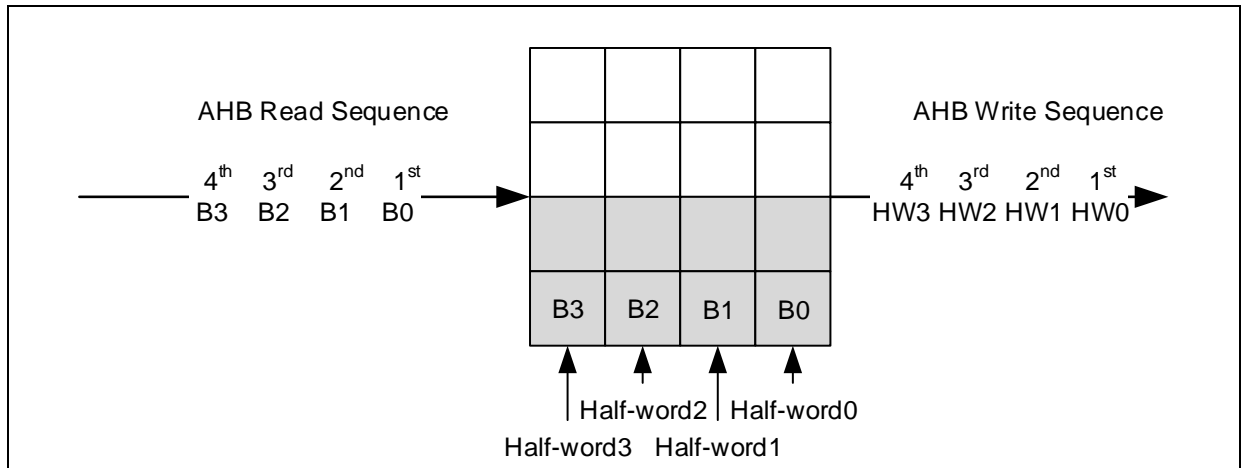 AHB Read Sequence
4th 3rd 2nd 1st
B3 B2 B1 B0
B3 B2 B1 B0
Half-word2 Half-word0
Half-word3 Half-word1
AHB Write Sequence
4th 3rd 2nd 1st
HW3 HW2 HW1 HW0